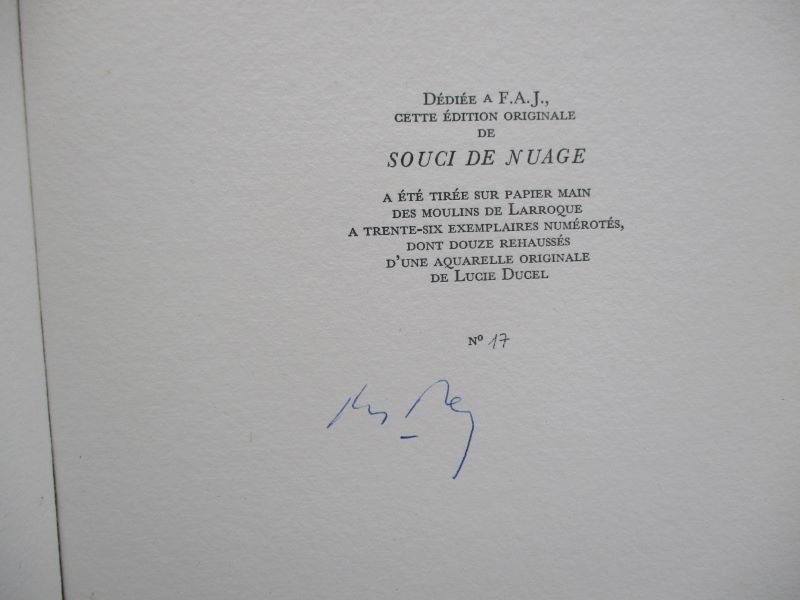 DÉDIÉE A F.A.J.,
CETTE ÉDITION ORIGINALE
DE
SOUCI DE NUAGE
A ÉTÉ TIRÉE SUR PAPIER MAIN
DES MOULINS DE LARROQUE
A TRENTE-SIX EXEMPLAIRES NUMÉROTÉS,
DONT DOUZE REHAUSSÉS
D'UNE AQUARELLE ORIGINALE
DE LUCIE DUCEL
Nº 17